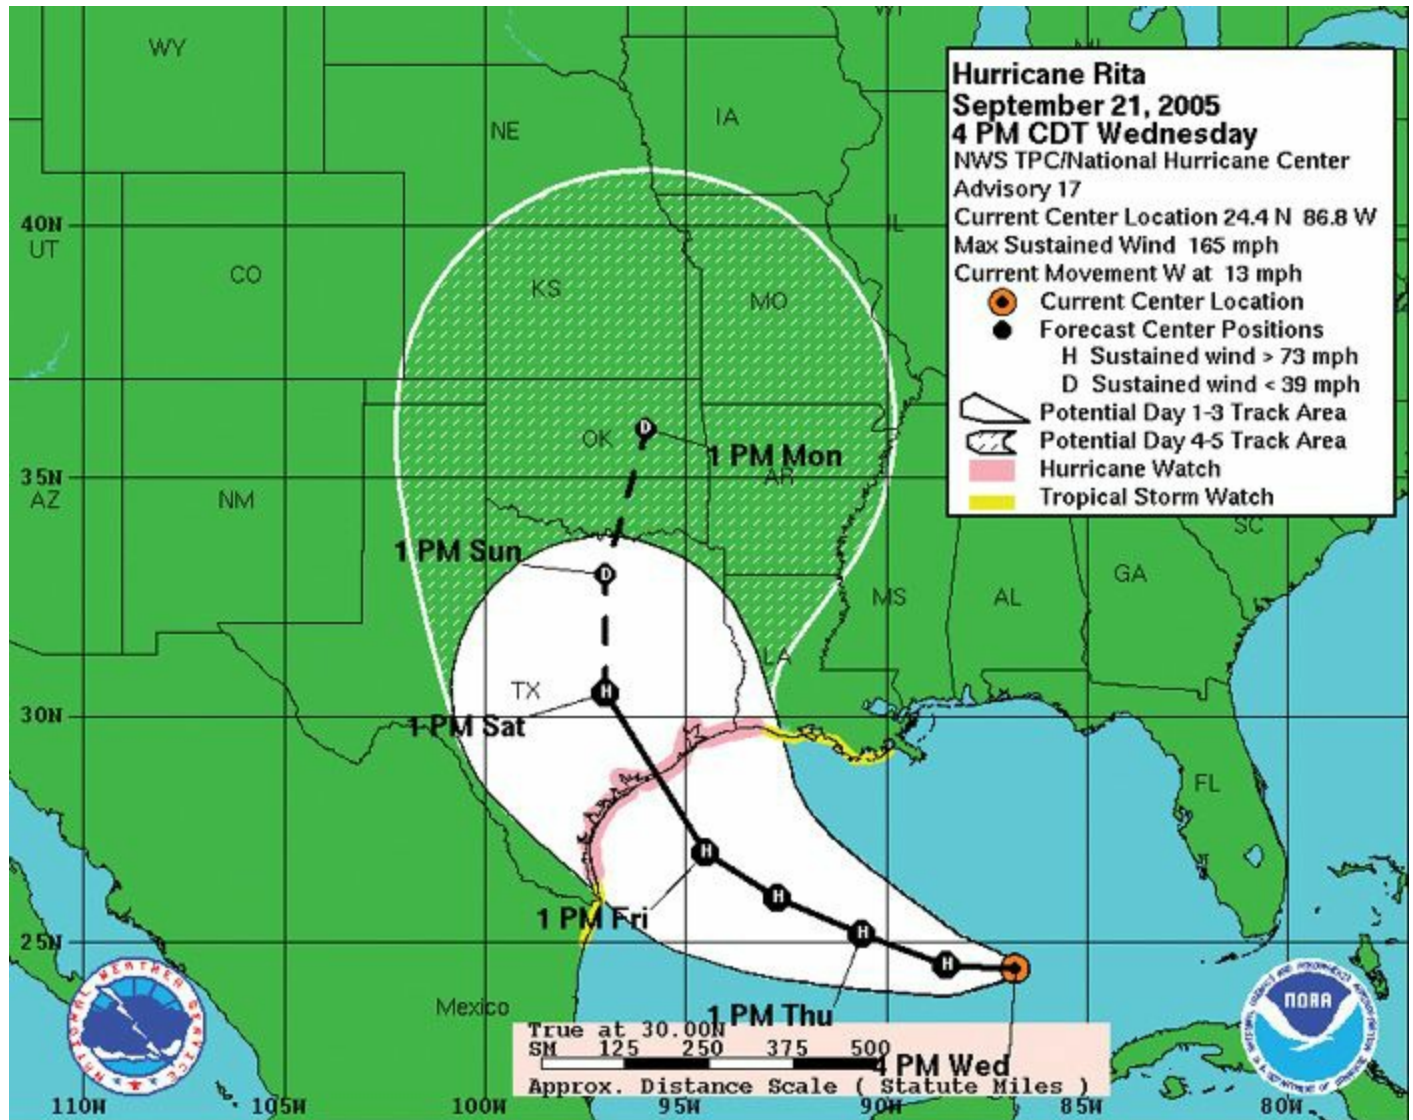 Hurricane Rita
September 21, 2005
4 PM CDT Wednesday
NWS TPC/National Hurricane Center
Advisory 17
Current Center Location 24.4 N 86.8 W
Max Sustained Wind 165 mph
Current Movement W at 13 mph
Current Center Location
Forecast Center Positions
H Sustained wind > 73 mph
D Sustained wind < 39 mph
Potential Day 1-3 Track Area
Potential Day 4-5 Track Area
Hurricane Watch
Tropical Storm Watch
WY
WI
MI
IA
NE
40N
UT
CO
KS
MO
IL
D
OK
1 PM Mon
AR
35N
AZ
NM
SC
1 PM Sun
D
MS
AL
GA
LA
TX
H
30N
1 PM Sat
FL
H
H
1 PM Fri
H
25N
H
NATIONAL WEATHER SERVICE
Mexico
1 PM Thu
NOAA
True at 30.00N
SM 125 250 375 500
4 PM Wed
Approx. Distance Scale ( Statute Miles )
110W 105W 100W 95W 90W 85W 80W